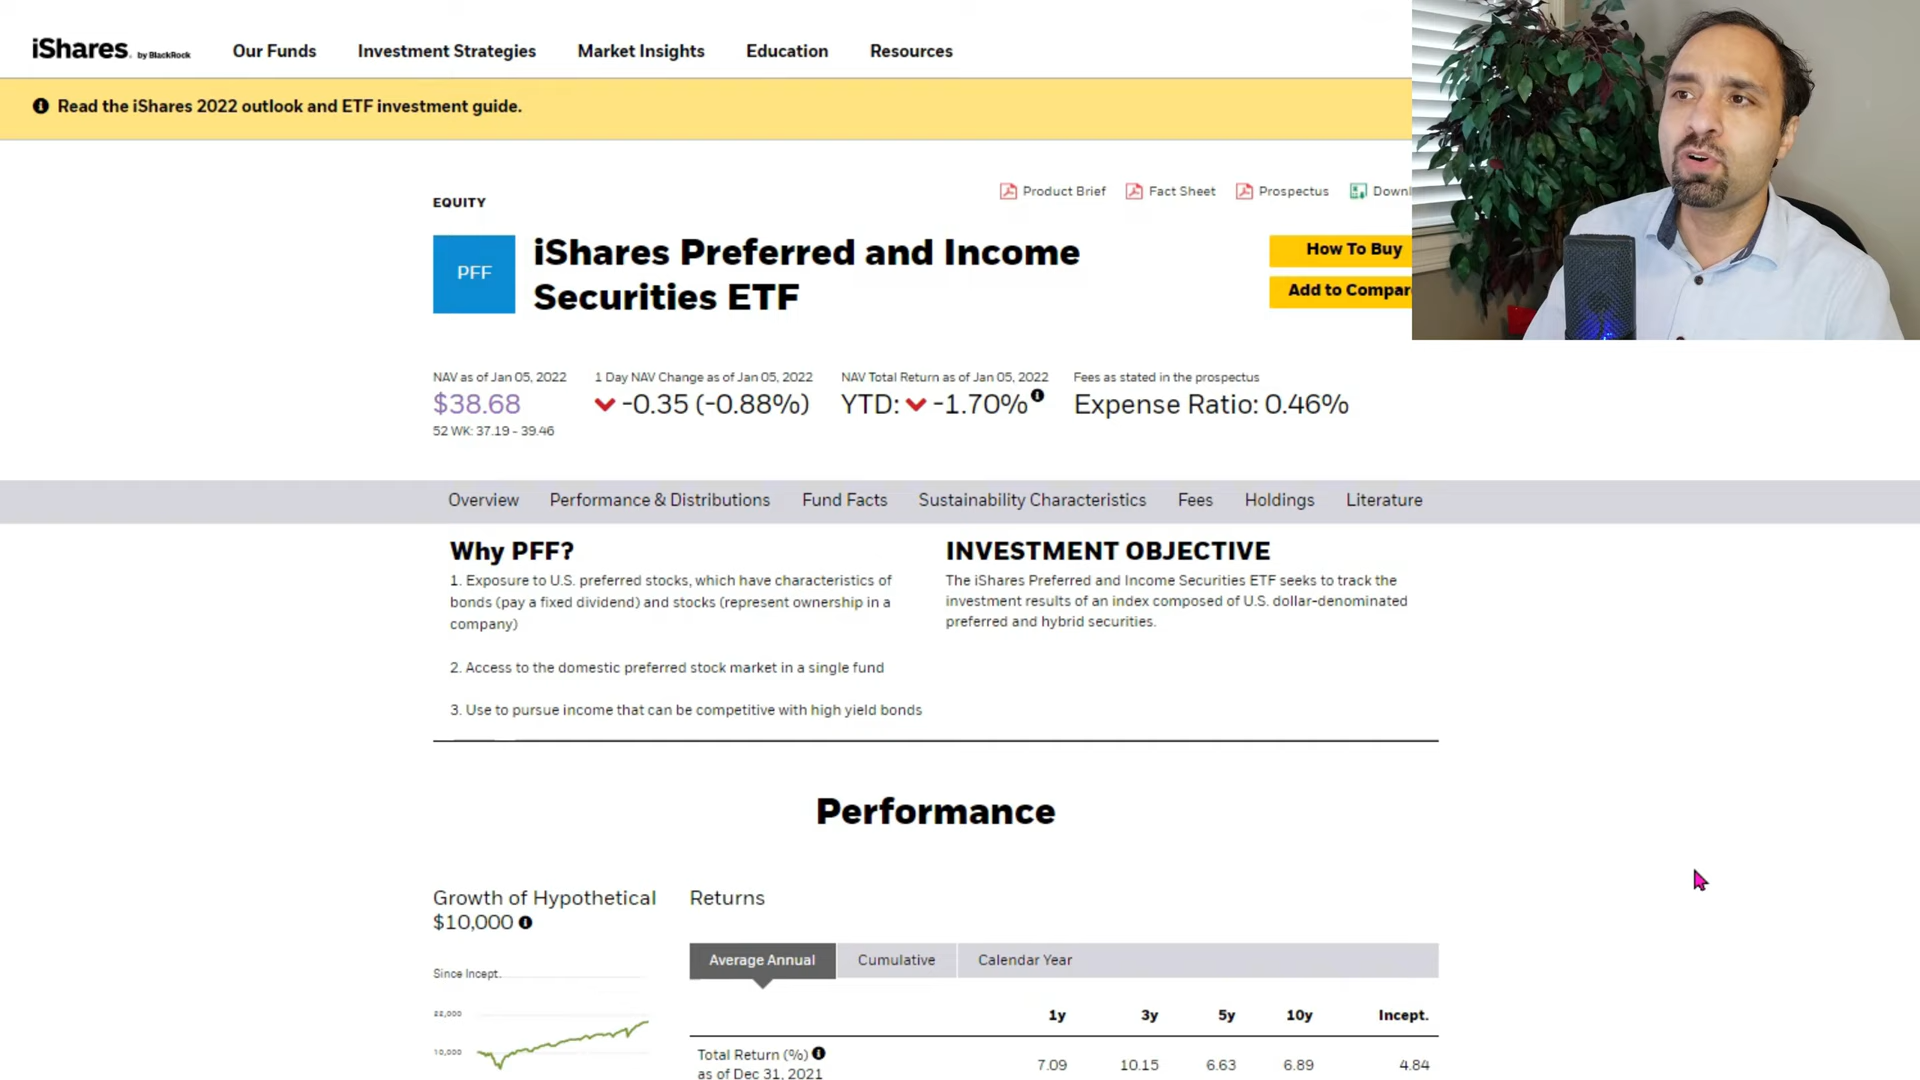 iShares. by BlackRock
Our Funds
Investment Strategies
Market Insights
Education
Resources
Read the iShares 2022 outlook and ETF investment guide.
Product Brief
Fact Sheet
Prospectus
Downl
EQUITY
PFF
iShares Preferred and Income
Securities ETF
How To Buy
Add to Compar
NAV as of Jan 05, 2022
$38.68
52 WK: 37.19 - 39.46
1 Day NAV Change as of Jan 05, 2022
-0.35 (-0.88%)
NAV Total Return as of Jan 05, 2022
YTD: -1.70%
Fees as stated in the prospectus
Expense Ratio: 0.46%
Overview
Performance & Distributions
Fund Facts
Sustainability Characteristics
Fees
Holdings
Literature
Why PFF?
1. Exposure to U.S. preferred stocks, which have characteristics of
bonds (pay a fixed dividend) and stocks (represent ownership in a
company)
2. Access to the domestic preferred stock market in a single fund
3. Use to pursue income that can be competitive with high yield bonds
INVESTMENT OBJECTIVE
The iShares Preferred and Income Securities ETF seeks to track the
investment results of an index composed of U.S. dollar-denominated
preferred and hybrid securities.
Performance
Growth of Hypothetical
$10,000
Since Incept.
22,000
10,000
Returns
Average Annual
Cumulative
Calendar Year
1y 3y 5y 10y Incept.
Total Return (%)
as of Dec 31, 2021
7.09 10.15 6.63 6.89 4.84